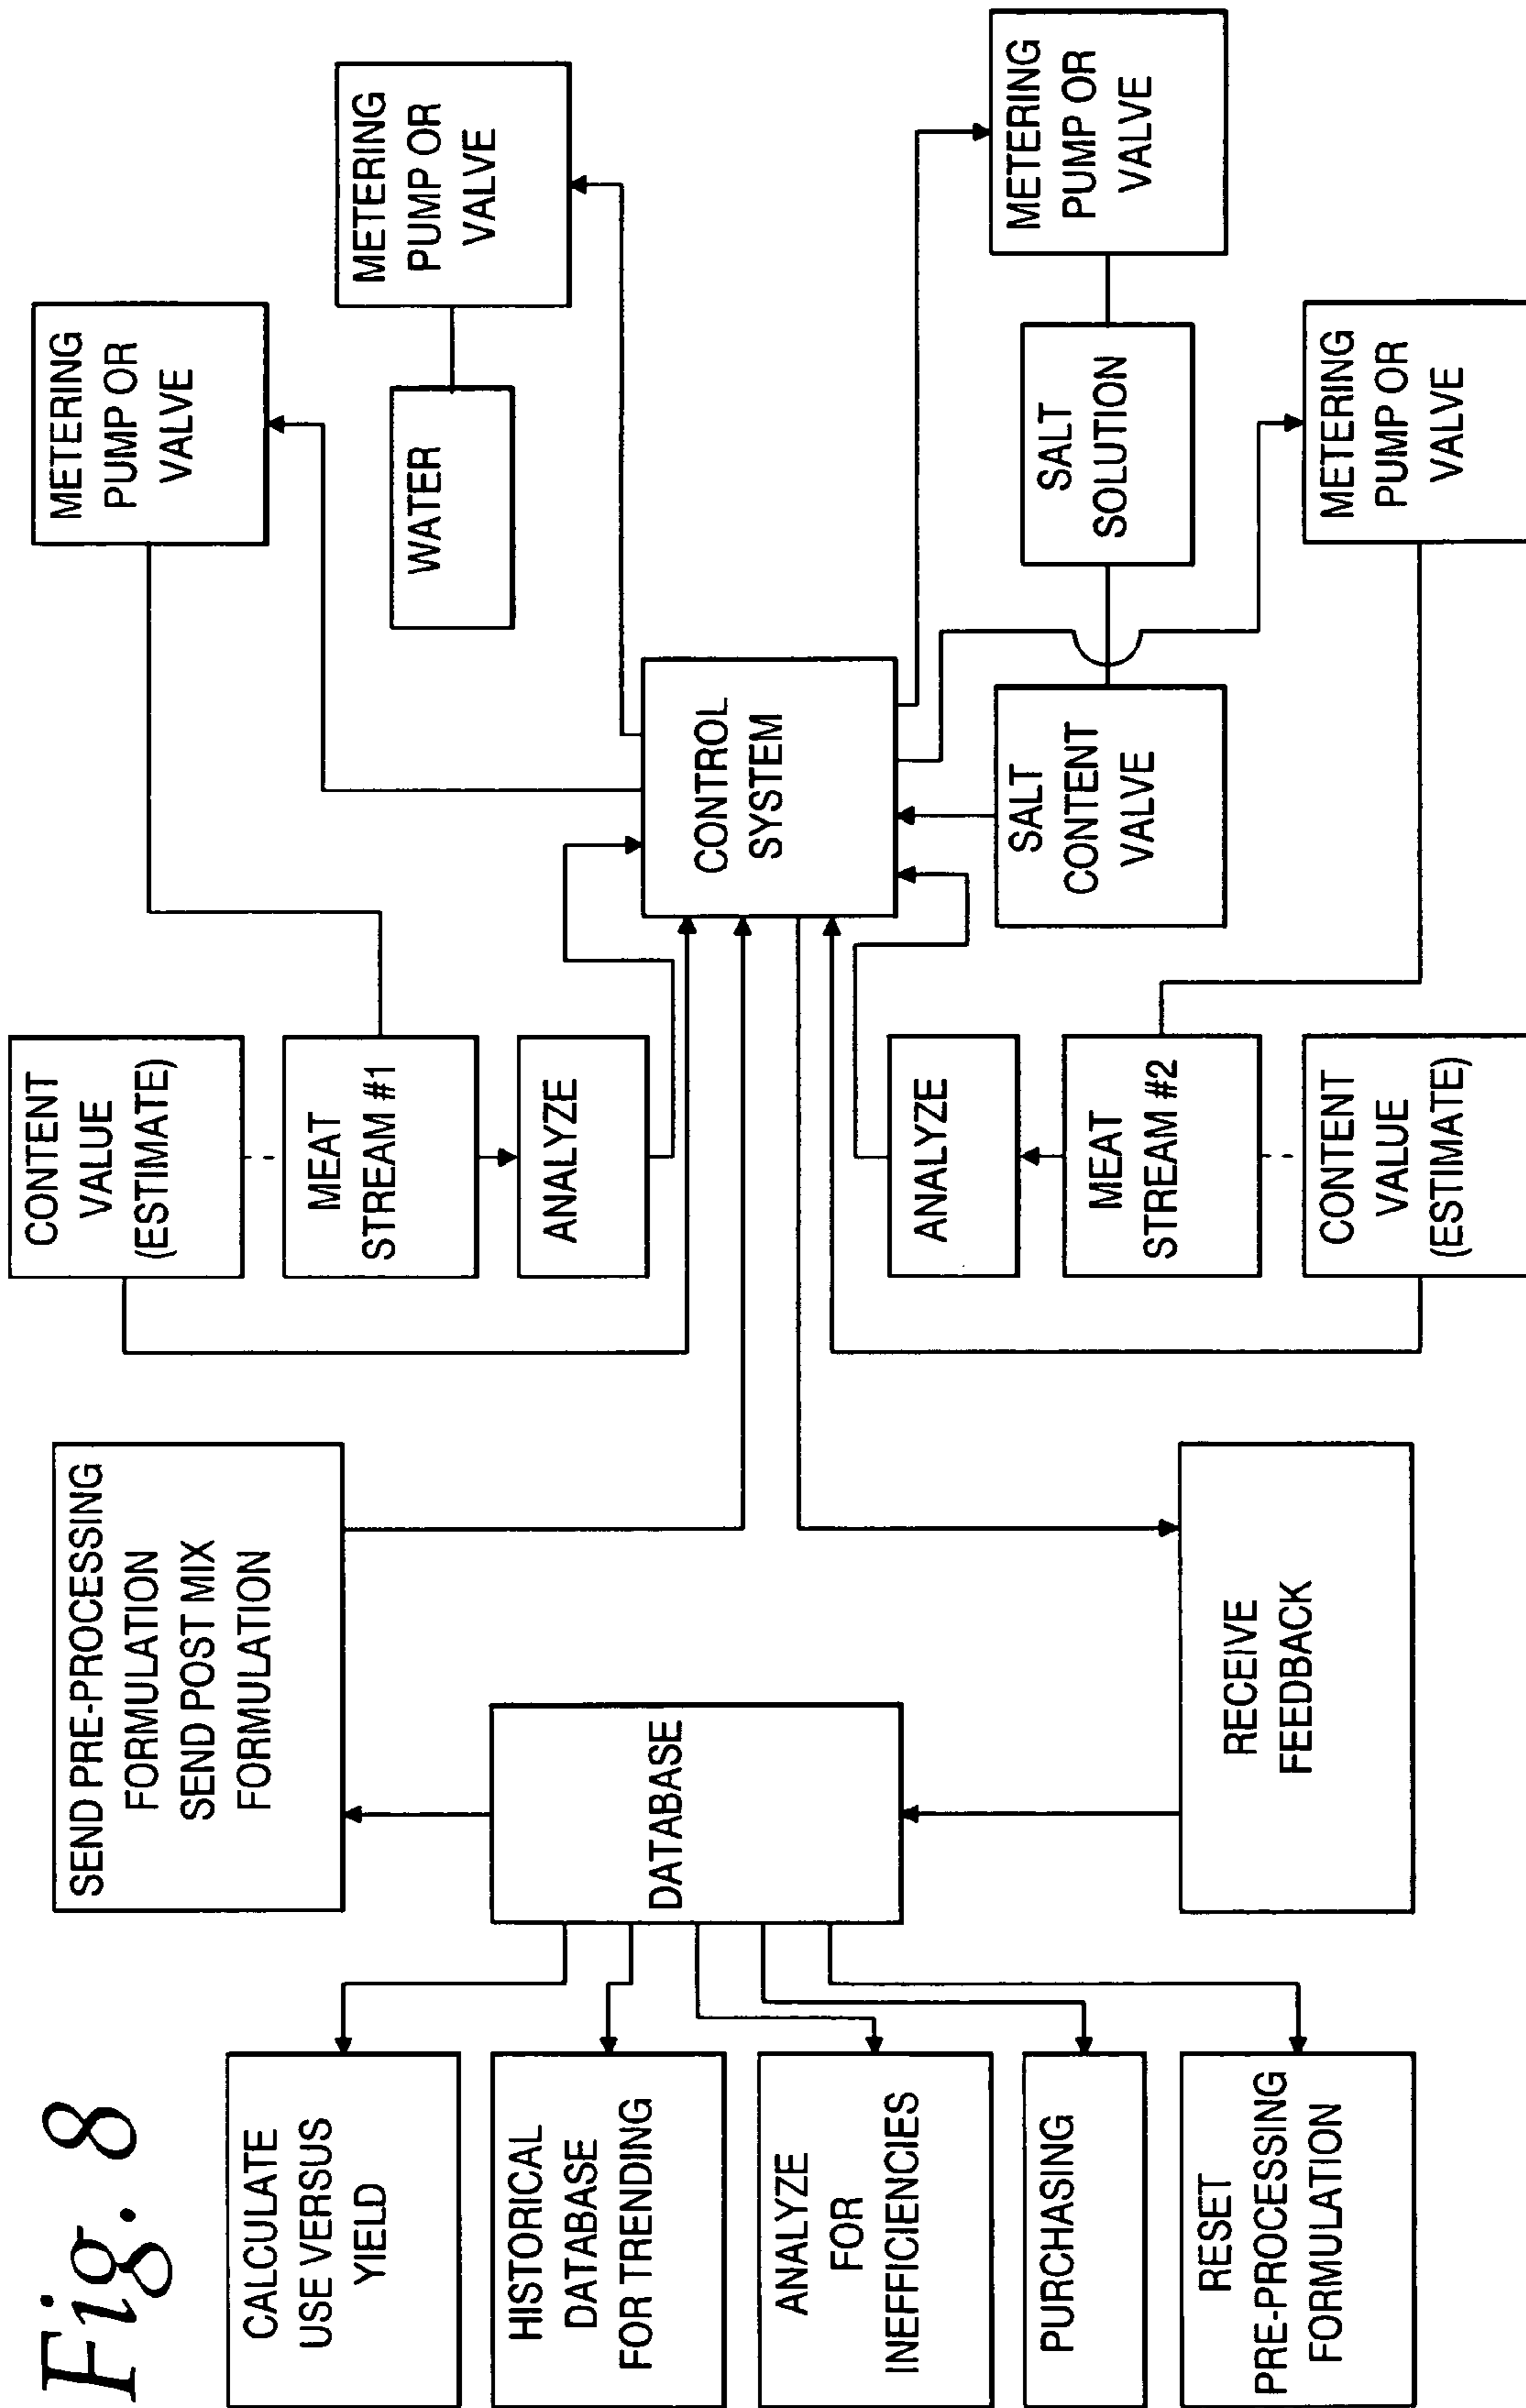 Fig. 8
CALCULATE
USE VERSUS
YIELD
HISTORICAL
DATABASE
FOR TRENDING
ANALYZE
FOR
INEFFICIENCIES
PURCHASING
RESET
PRE-PROCESSING
FORMULATION
SEND PRE-PROCESSING
FORMULATION
SEND POST MIX
FORMULATION
DATABASE
RECEIVE
FEEDBACK
CONTENT
VALUE
(ESTIMATE)
MEAT
STREAM #1
ANALYZE
ANALYZE
MEAT
STREAM #2
CONTENT
VALUE
(ESTIMATE)
CONTROL
SYSTEM
SALT
CONTENT
VALVE
METERING
PUMP OR
VALVE
WATER
METERING
PUMP OR
VALVE
SALT
SOLUTION
METERING
PUMP OR
VALVE
METERING
PUMP OR
VALVE